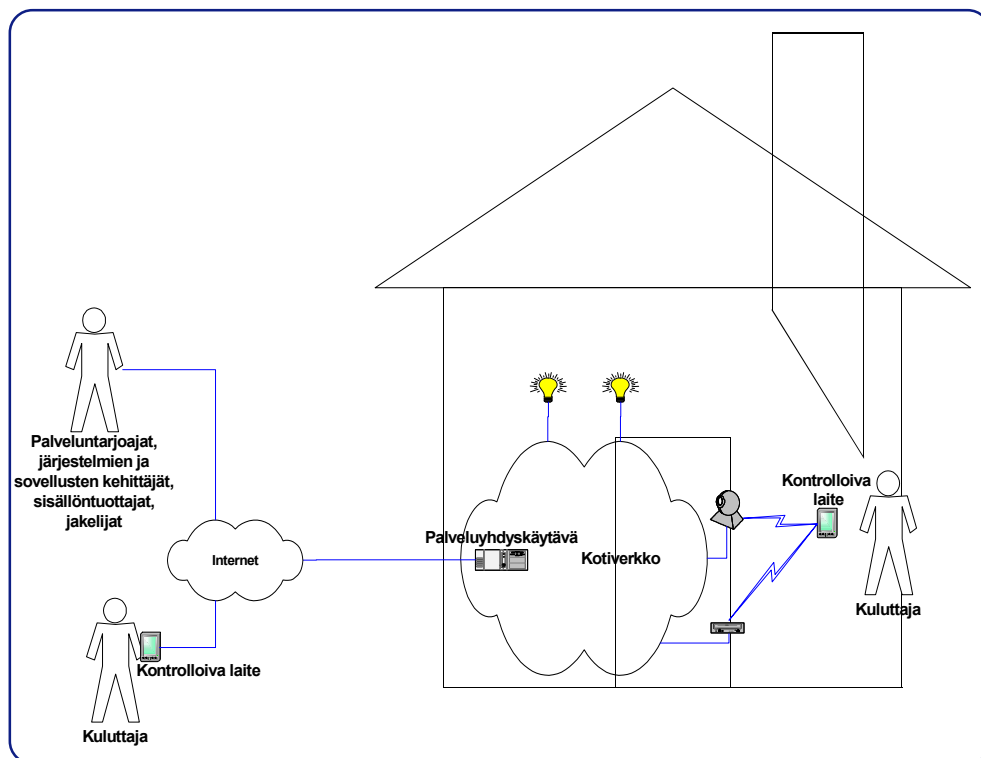 Palveluntarjoajat,
järjestelmien ja
sovellusten kehittäjät,
sisällöntuottajat,
jakelijat
Internet
Kontrolloiva laite
Kuluttaja
Palveluyhdyskäytävä
Kotiverkko
Kontrolloiva
laite
Kuluttaja